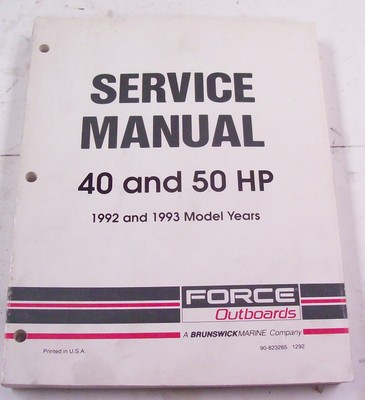 SERVICE
MANUAL
40 and 50 HP
1992 and 1993 Model Years
FORCE
Outboards
A BRUNSWICKMARINE Company
Printed in U.S.A. 90-823265 1292